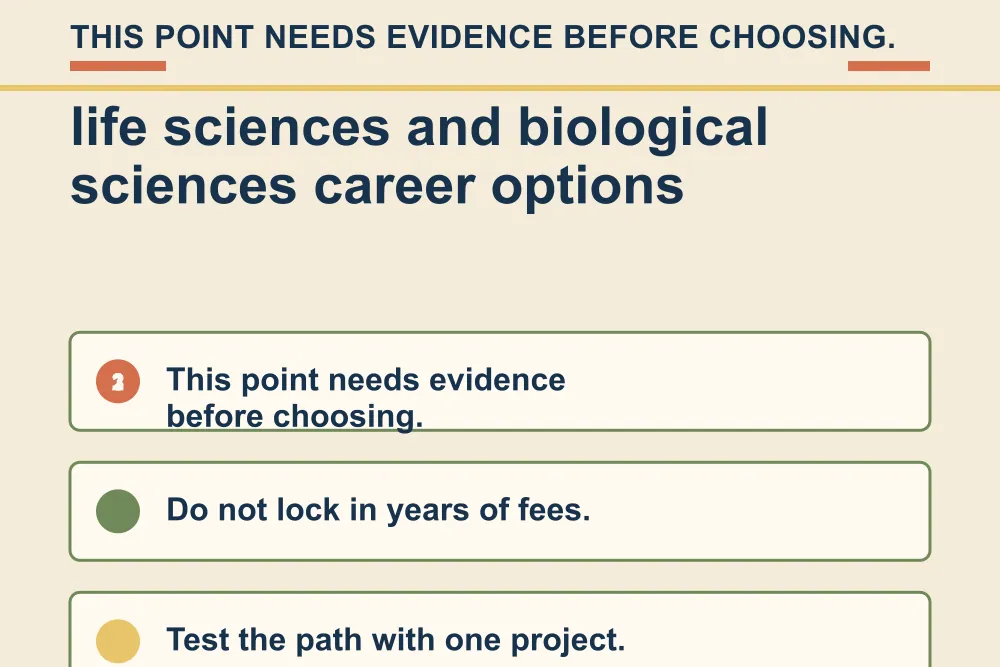 THIS POINT NEEDS EVIDENCE BEFORE CHOOSING.
life sciences and biological
sciences career options
This point needs evidence
before choosing.
Do not lock in years of fees.
Test the path with one project.